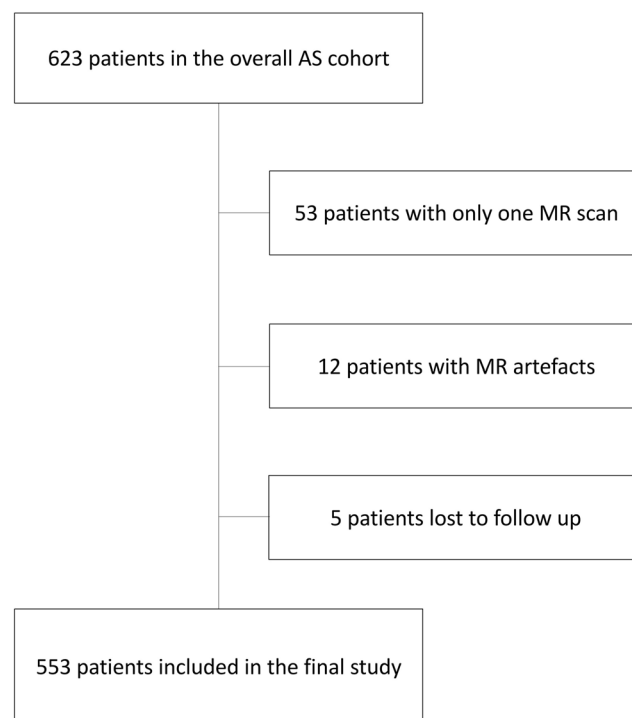 623 patients in the overall AS cohort
53 patients with only one MR scan
12 patients with MR artefacts
5 patients lost to follow up
553 patients included in the final study